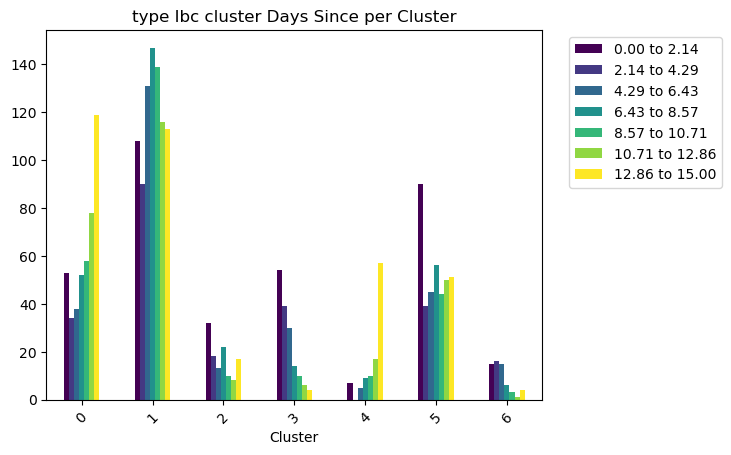 type Ibc cluster Days Since per Cluster
140
120
100
80
60
40
20
0
0 1 2 3 4 5 6
Cluster
0.00 to 2.14
2.14 to 4.29
4.29 to 6.43
6.43 to 8.57
8.57 to 10.71
10.71 to 12.86
12.86 to 15.00